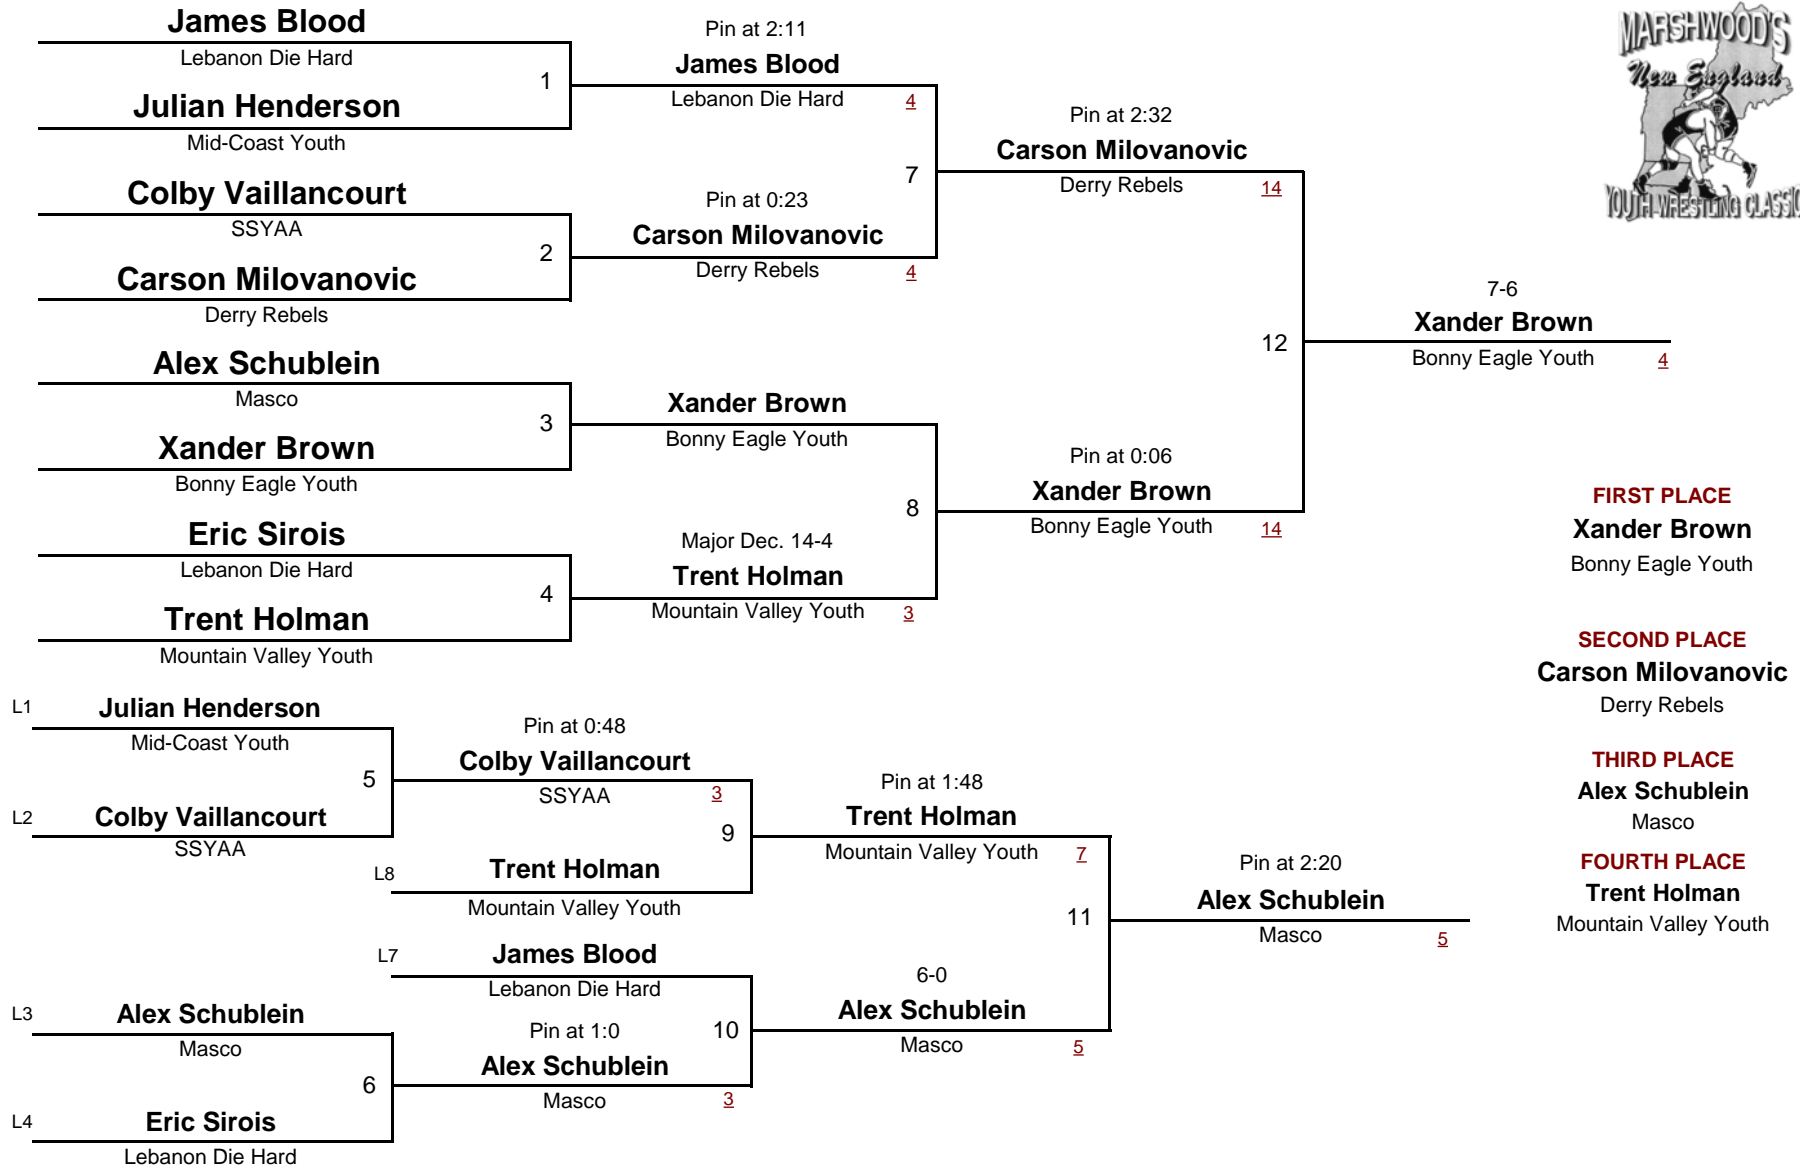 James Blood
Lebanon Die Hard
1
Julian Henderson
Mid-Coast Youth
Colby Vaillancourt
SSYAA
2
Carson Milovanovic
Derry Rebels
Alex Schublein
Masco
3
Xander Brown
Bonny Eagle Youth
Eric Sirois
Lebanon Die Hard
4
Trent Holman
Mountain Valley Youth
Pin at 2:11
James Blood
Lebanon Die Hard 4
7
Pin at 0:23
Carson Milovanovic
Derry Rebels 4
Xander Brown
Bonny Eagle Youth
8
Major Dec. 14-4
Trent Holman
Mountain Valley Youth 3
Pin at 2:32
Carson Milovanovic
Derry Rebels 14
12
Pin at 0:06
Xander Brown
Bonny Eagle Youth 14
7-6
Xander Brown
Bonny Eagle Youth 4
MARSHWOOD'S
New England
YOUTH WRESTLING CLASSIC
FIRST PLACE
Xander Brown
Bonny Eagle Youth
SECOND PLACE
Carson Milovanovic
Derry Rebels
THIRD PLACE
Alex Schublein
Masco
FOURTH PLACE
Trent Holman
Mountain Valley Youth
L1 Julian Henderson
Mid-Coast Youth
5
L2 Colby Vaillancourt
SSYAA
Pin at 0:48
Colby Vaillancourt
SSYAA 3
9
L8 Trent Holman
Mountain Valley Youth
L7 James Blood
Lebanon Die Hard
10
Pin at 1:0
Alex Schublein
Masco 3
L3 Alex Schublein
Masco
6
L4 Eric Sirois
Lebanon Die Hard
Pin at 1:48
Trent Holman
Mountain Valley Youth 7
11
6-0
Alex Schublein
Masco 5
Pin at 2:20
Alex Schublein
Masco 5